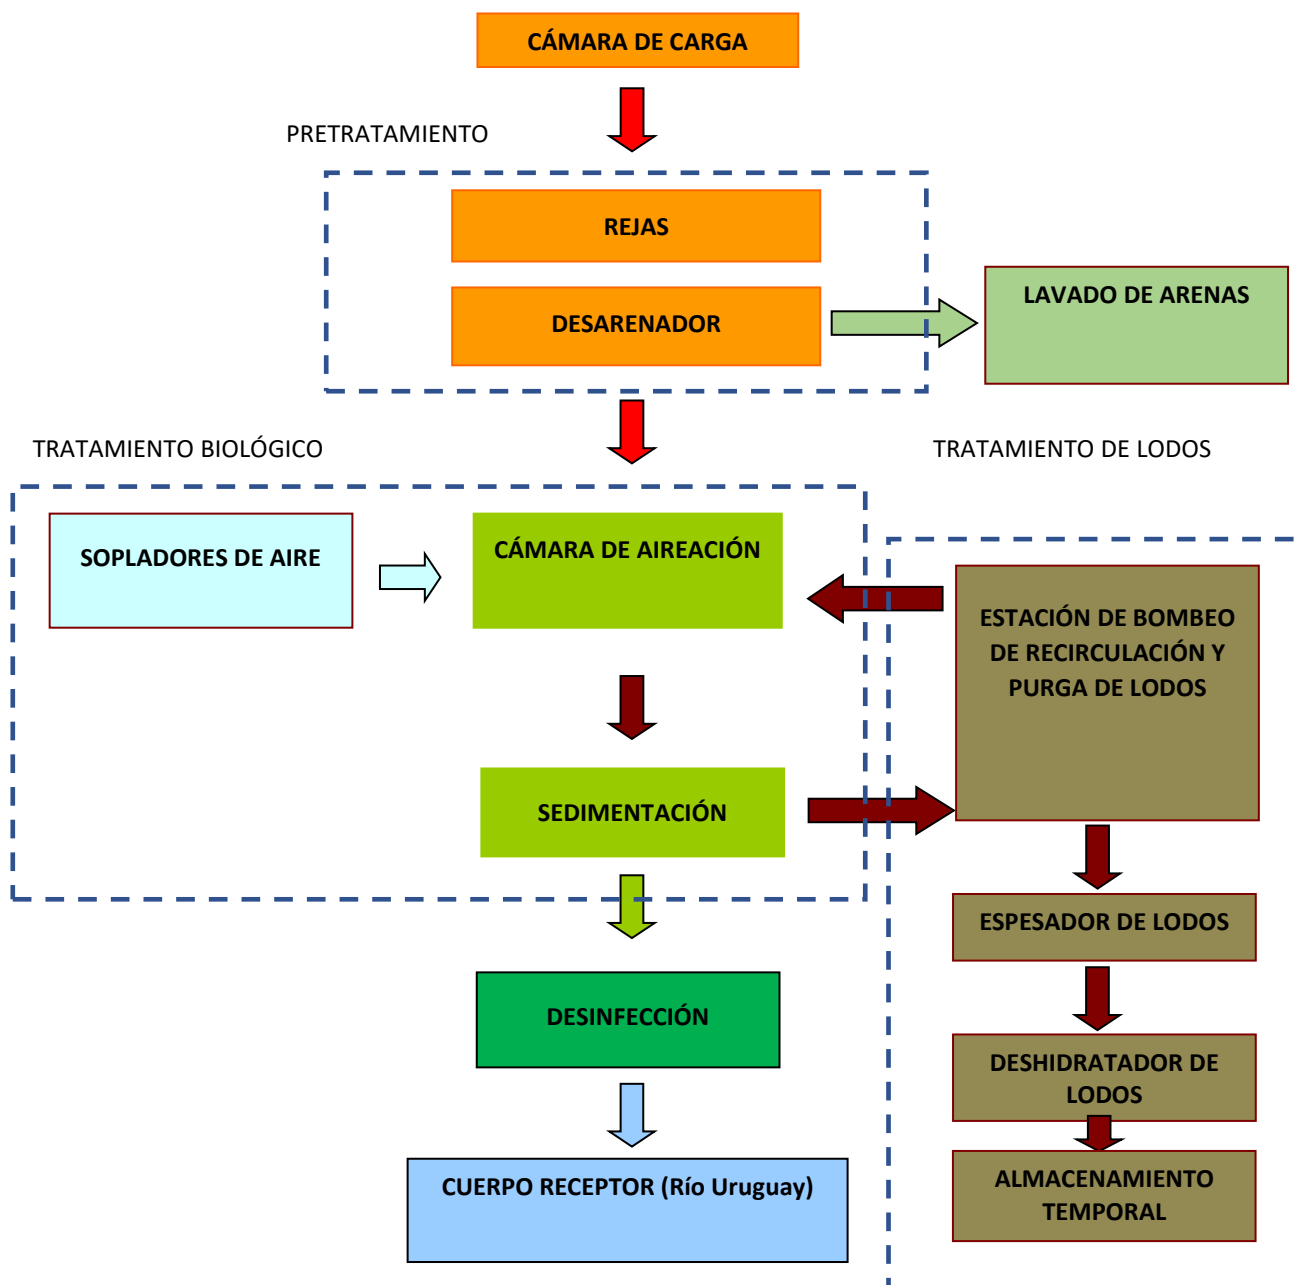 CÁMARA DE CARGA
PRETRATAMIENTO
REJAS
DESARENADOR
LAVADO DE ARENAS
TRATAMIENTO BIOLÓGICO
TRATAMIENTO DE LODOS
SOPLADORES DE AIRE
CÁMARA DE AIREACIÓN
ESTACIÓN DE BOMBEO
DE RECIRCULACIÓN Y
PURGA DE LODOS
SEDIMENTACIÓN
ESPESADOR DE LODOS
DESINFECCIÓN
DESHIDRATADOR DE
LODOS
CUERPO RECEPTOR (Río Uruguay)
ALMACENAMIENTO
TEMPORAL